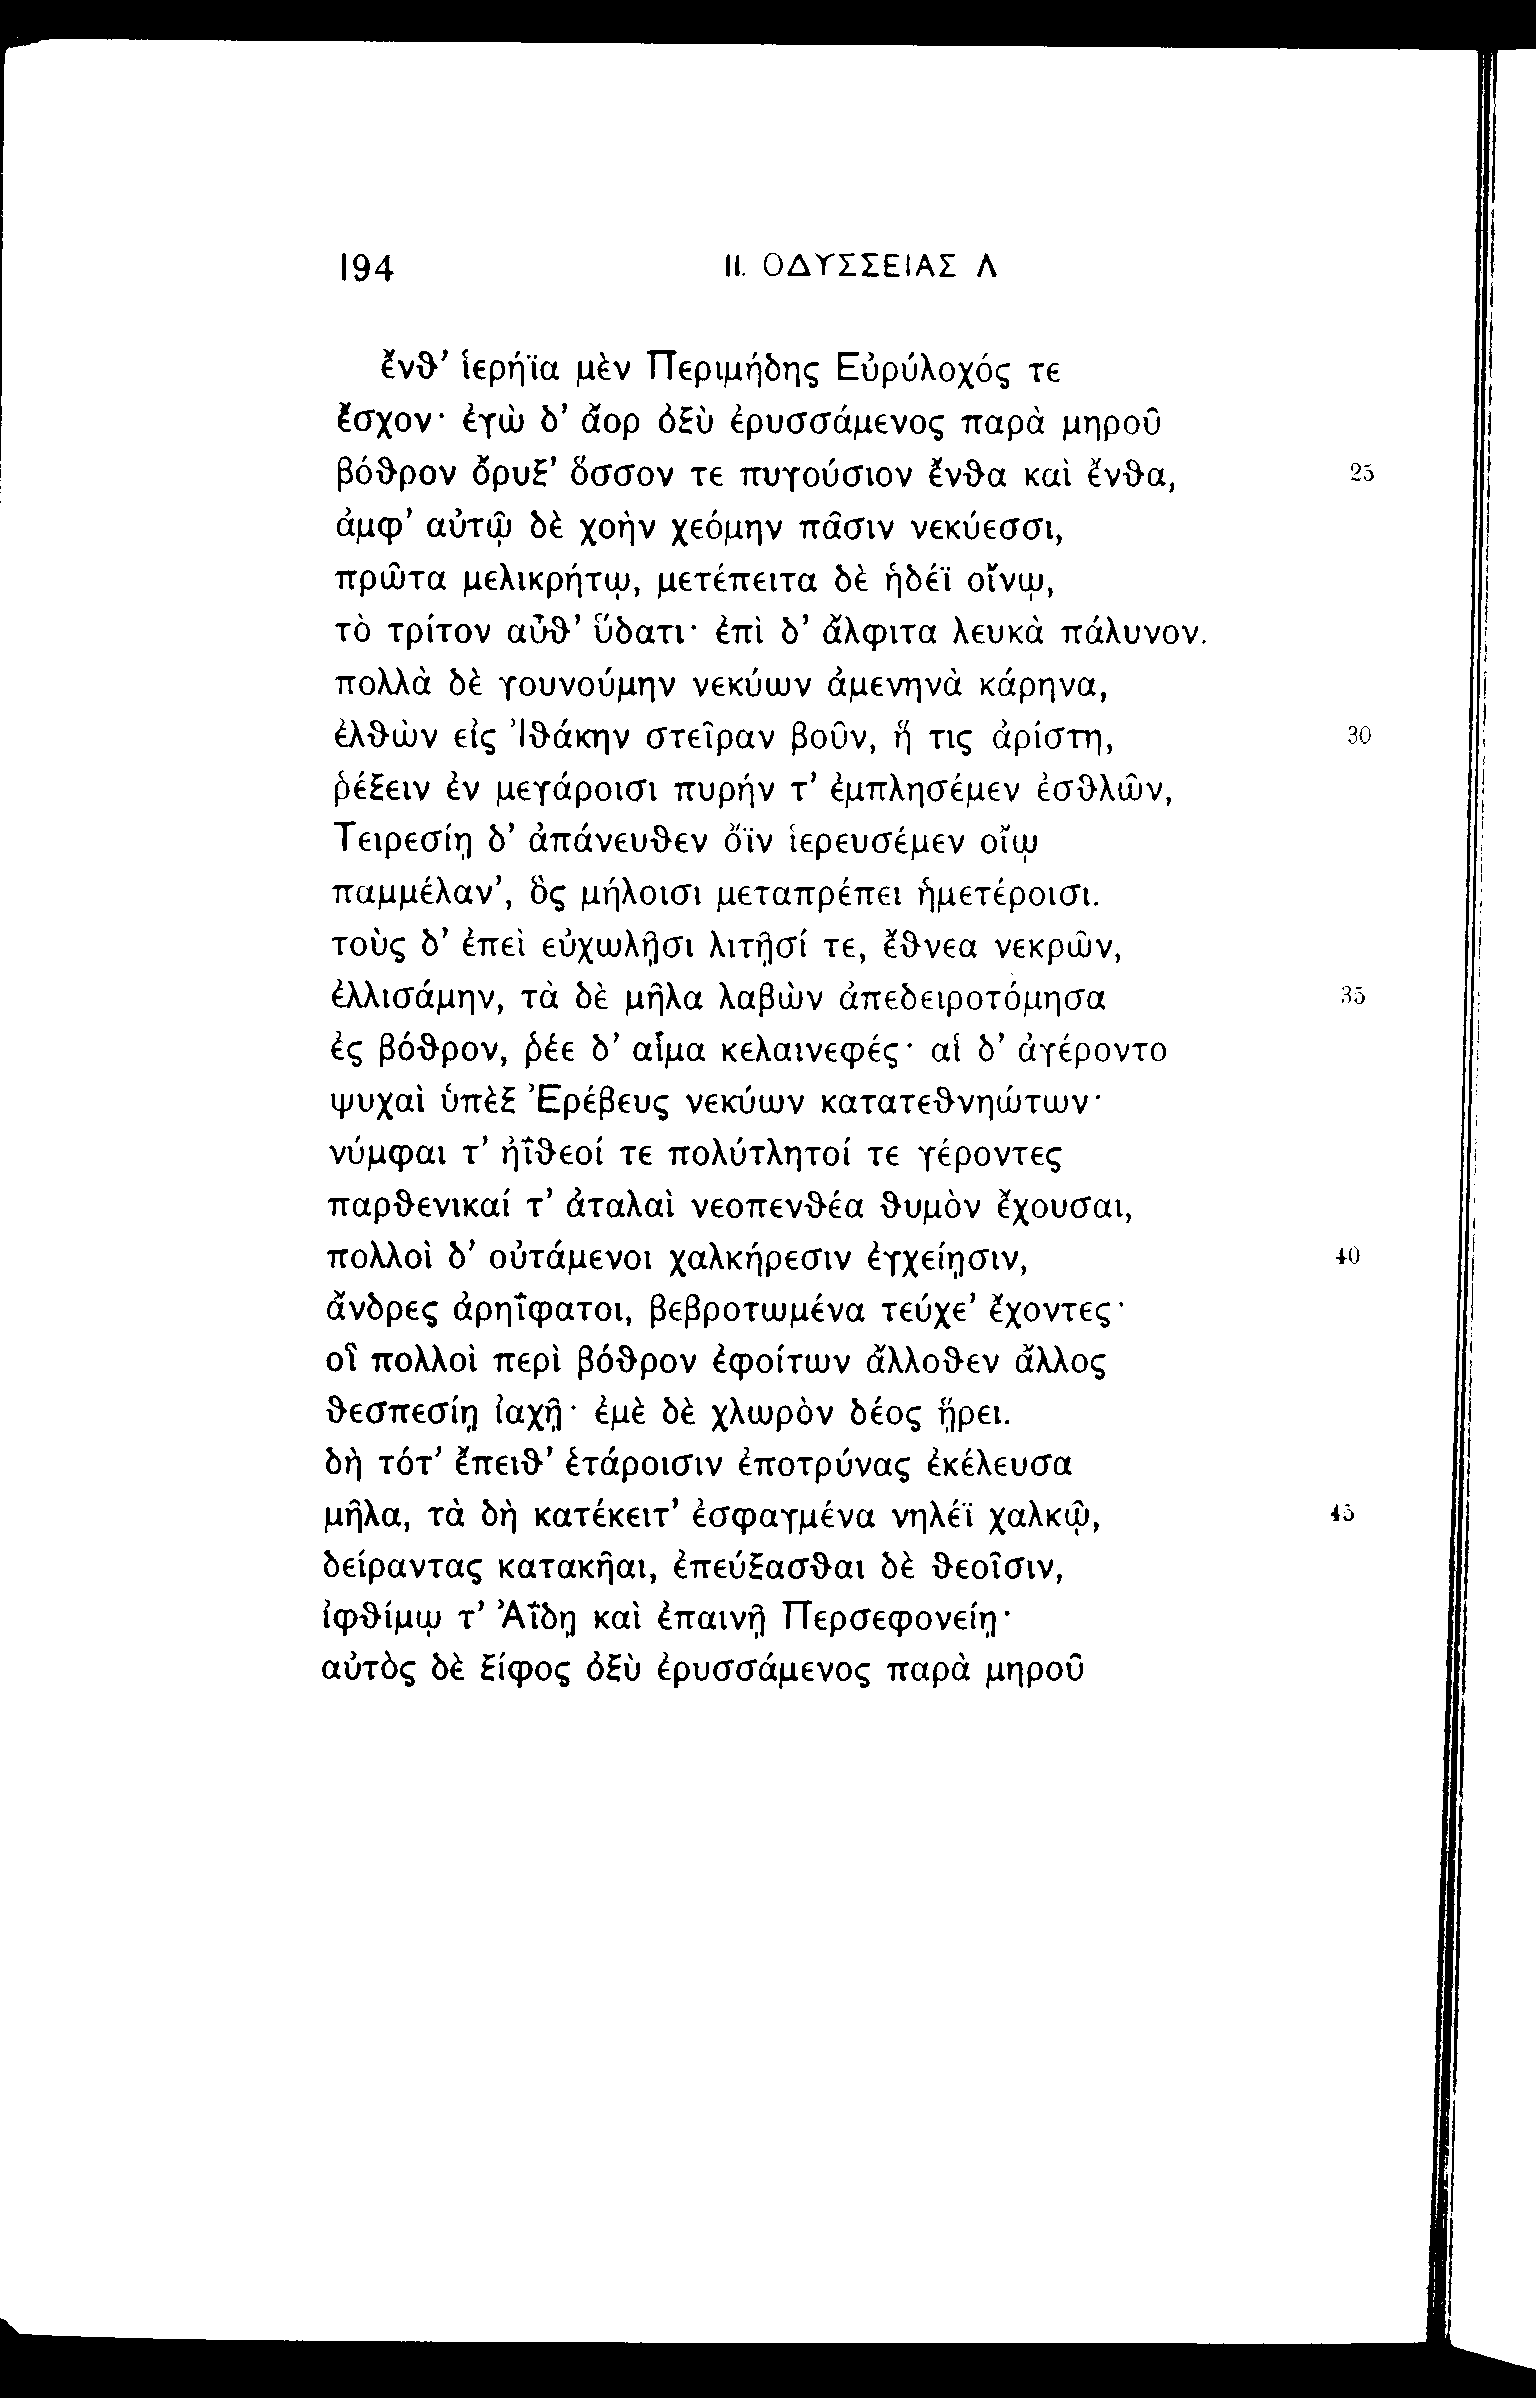 194 II. ΟΔΥΣΣΕΙΑΣ Λ
ἔνϑ’ ἱερήϊα μὲν Περιμήδης Εὐρύλοχός τε
ἔσχον· ἐγὼ δ’ ἄορ ὀξὺ ἐρυσσάμενος παρὰ μηροῦ
βόϑρον ὄρυξ’ ὅσσον τε πυγούσιον ἔνϑα καὶ ἔνϑα, 25
ἀμφ’ αὐτῷ δὲ χοὴν χεόμην πᾶσιν νεκύεσσι,
πρῶτα μελικρήτῳ, μετέπειτα δὲ ἡδέϊ οἴνῳ,
τὸ τρίτον αὖϑ’ ὕδατι· ἐπὶ δ’ ἄλφιτα λευκὰ πάλυνον.
πολλὰ δὲ γουνούμην νεκύων ἀμενηνὰ κάρηνα,
ἐλϑὼν εἰς Ἰϑάκην στεῖραν βοῦν, ἥ τις ἀρίστη, 30
ῥέξειν ἐν μεγάροισι πυρήν τ’ ἐμπλησέμεν ἐσϑλῶν,
Τειρεσίῃ δ’ ἀπάνευϑεν ὄϊν ἱερευσέμεν οἴῳ
παμμέλαν’, ὃς μήλοισι μεταπρέπει ἡμετέροισι.
τοὺς δ’ ἐπεὶ εὐχωλῇσι λιτῇσί τε, ἔϑνεα νεκρῶν,
ἐλλισάμην, τὰ δὲ μῆλα λαβὼν ἀπεδειροτόμησα 35
ἐς βόϑρον, ῥέε δ’ αἷμα κελαινεφές· αἱ δ’ ἀγέροντο
ψυχαὶ ὑπὲξ Ἐρέβευς νεκύων κατατεϑνηώτων·
νύμφαι τ’ ἠΐϑεοί τε πολύτλητοί τε γέροντες
παρϑενικαί τ’ ἀταλαὶ νεοπενϑέα ϑυμὸν ἔχουσαι,
πολλοὶ δ’ οὐτάμενοι χαλκήρεσιν ἐγχείῃσιν, 40
ἄνδρες ἀρηΐφατοι, βεβροτωμένα τεύχε’ ἔχοντες·
οἳ πολλοὶ περὶ βόϑρον ἐφοίτων ἄλλοϑεν ἄλλος
ϑεσπεσίῃ ἰαχῇ· ἐμὲ δὲ χλωρὸν δέος ᾕρει.
δὴ τότ’ ἔπειϑ’ ἑτάροισιν ἐποτρύνας ἐκέλευσα
μῆλα, τὰ δὴ κατέκειτ’ ἐσφαγμένα νηλέϊ χαλκῷ, 45
δείραντας κατακῆαι, ἐπεύξασϑαι δὲ ϑεοῖσιν,
ἰφϑίμῳ τ’ Ἀΐδῃ καὶ ἐπαινῇ Περσεφονείῃ·
αὐτὸς δὲ ξίφος ὀξὺ ἐρυσσάμενος παρὰ μηροῦ